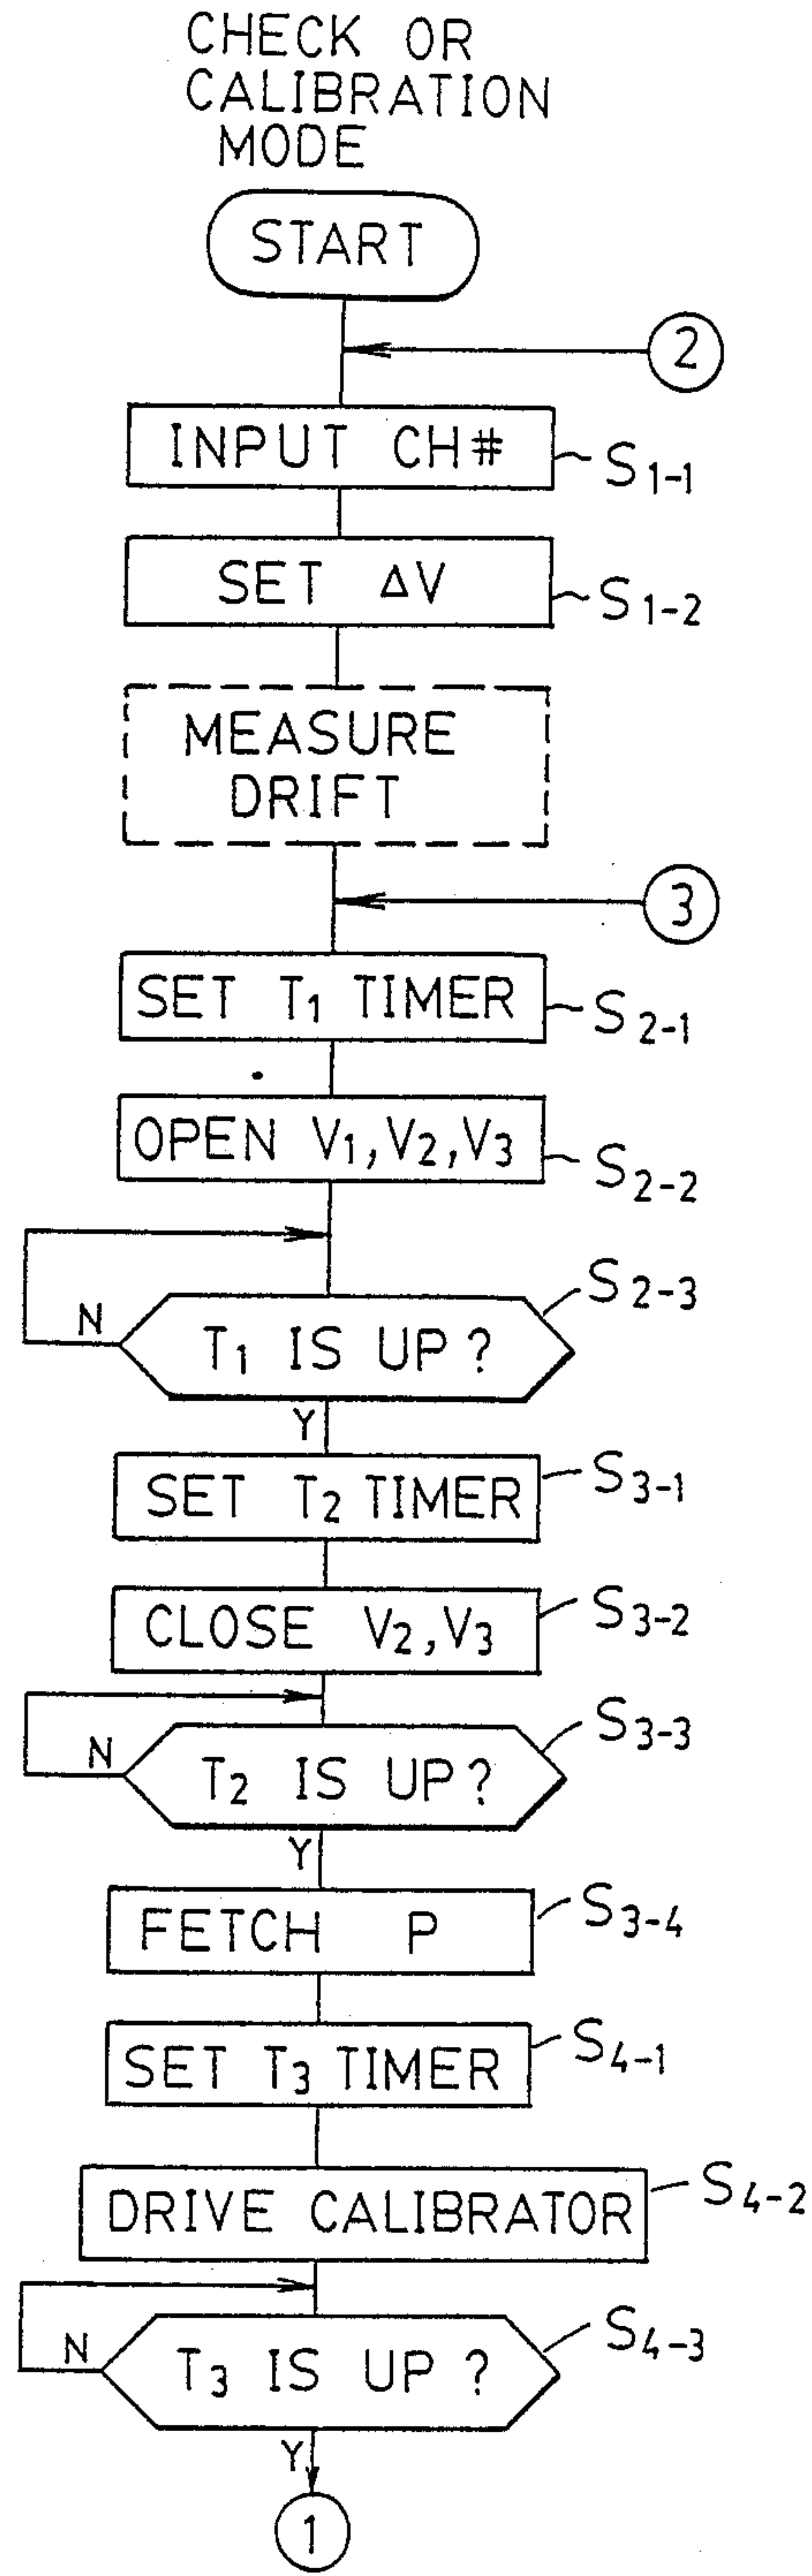 CHECK OR
CALIBRATION
MODE
START
2
INPUT CH#
S1-1
SET ΔV
S1-2
MEASURE
DRIFT
3
SET T1 TIMER
S2-1
OPEN V1, V2, V3
S2-2
T1 IS UP?
S2-3
N
Y
SET T2 TIMER
S3-1
CLOSE V2, V3
S3-2
T2 IS UP?
S3-3
N
Y
FETCH P
S3-4
SET T3 TIMER
S4-1
DRIVE CALIBRATOR
S4-2
T3 IS UP?
S4-3
N
Y
1